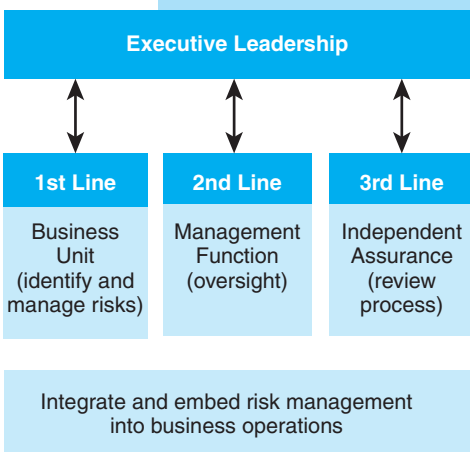 Executive Leadership
1st Line
Business
Unit
(identify and
manage risks)
2nd Line
Management
Function
(oversight)
3rd Line
Independent
Assurance
(review
process)
Integrate and embed risk management
into business operations